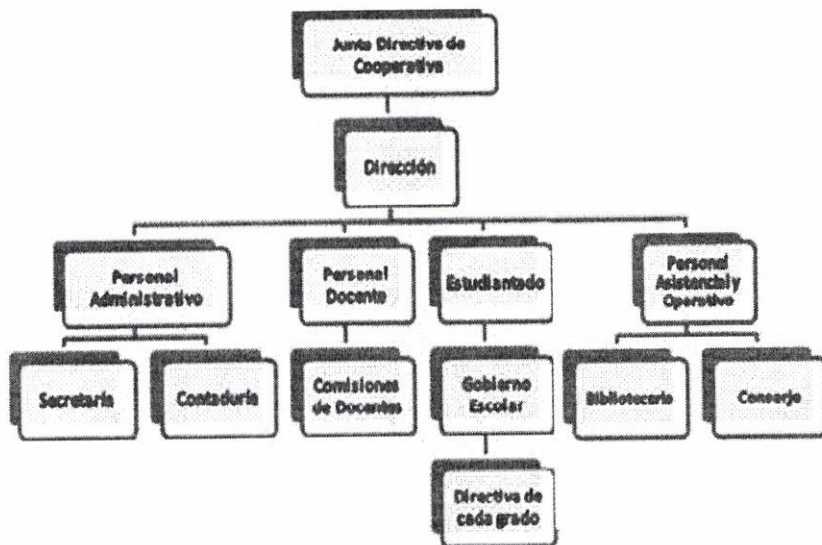 Junta Directiva de
Cooperativa
Dirección
Personal
Administrativo
Personal
Docente
Estudiantado
Personal
Asistencial y
Operativo
Secretaría
Contaduría
Comisiones
de Docentes
Gobierno
Escolar
Bibliotecario
Conserje
Directiva de
cada grado